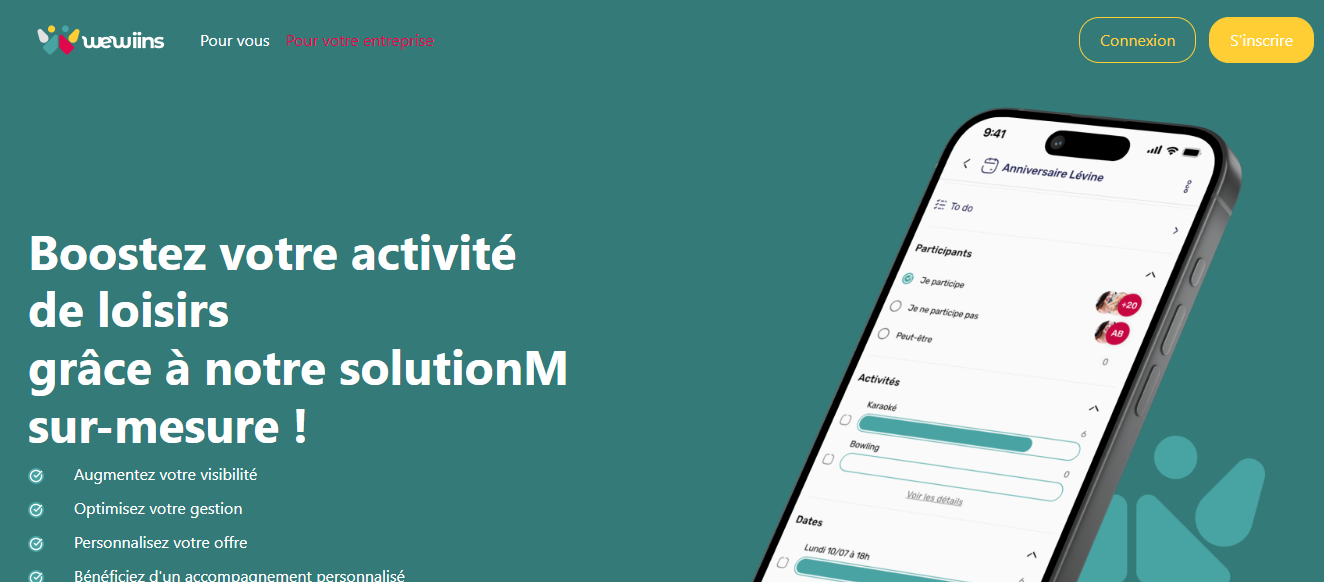 wewiins
Pour vous
Pour votre entreprise
Connexion
S'inscrire
Boostez votre activité
de loisirs
grâce à notre solutionM
sur-mesure !
Augmentez votre visibilité
Optimisez votre gestion
Personnalisez votre offre
Bénéficiez d'un accompagnement personnalisé
9:41
Anniversaire Lévine
To do
Participants
Je participe
+20
Je ne participe pas
AB
Peut-être
0
Activités
Karaoké
6
Bowling
0
Voir les détails
Dates
Lundi 10/07 à 18h
6